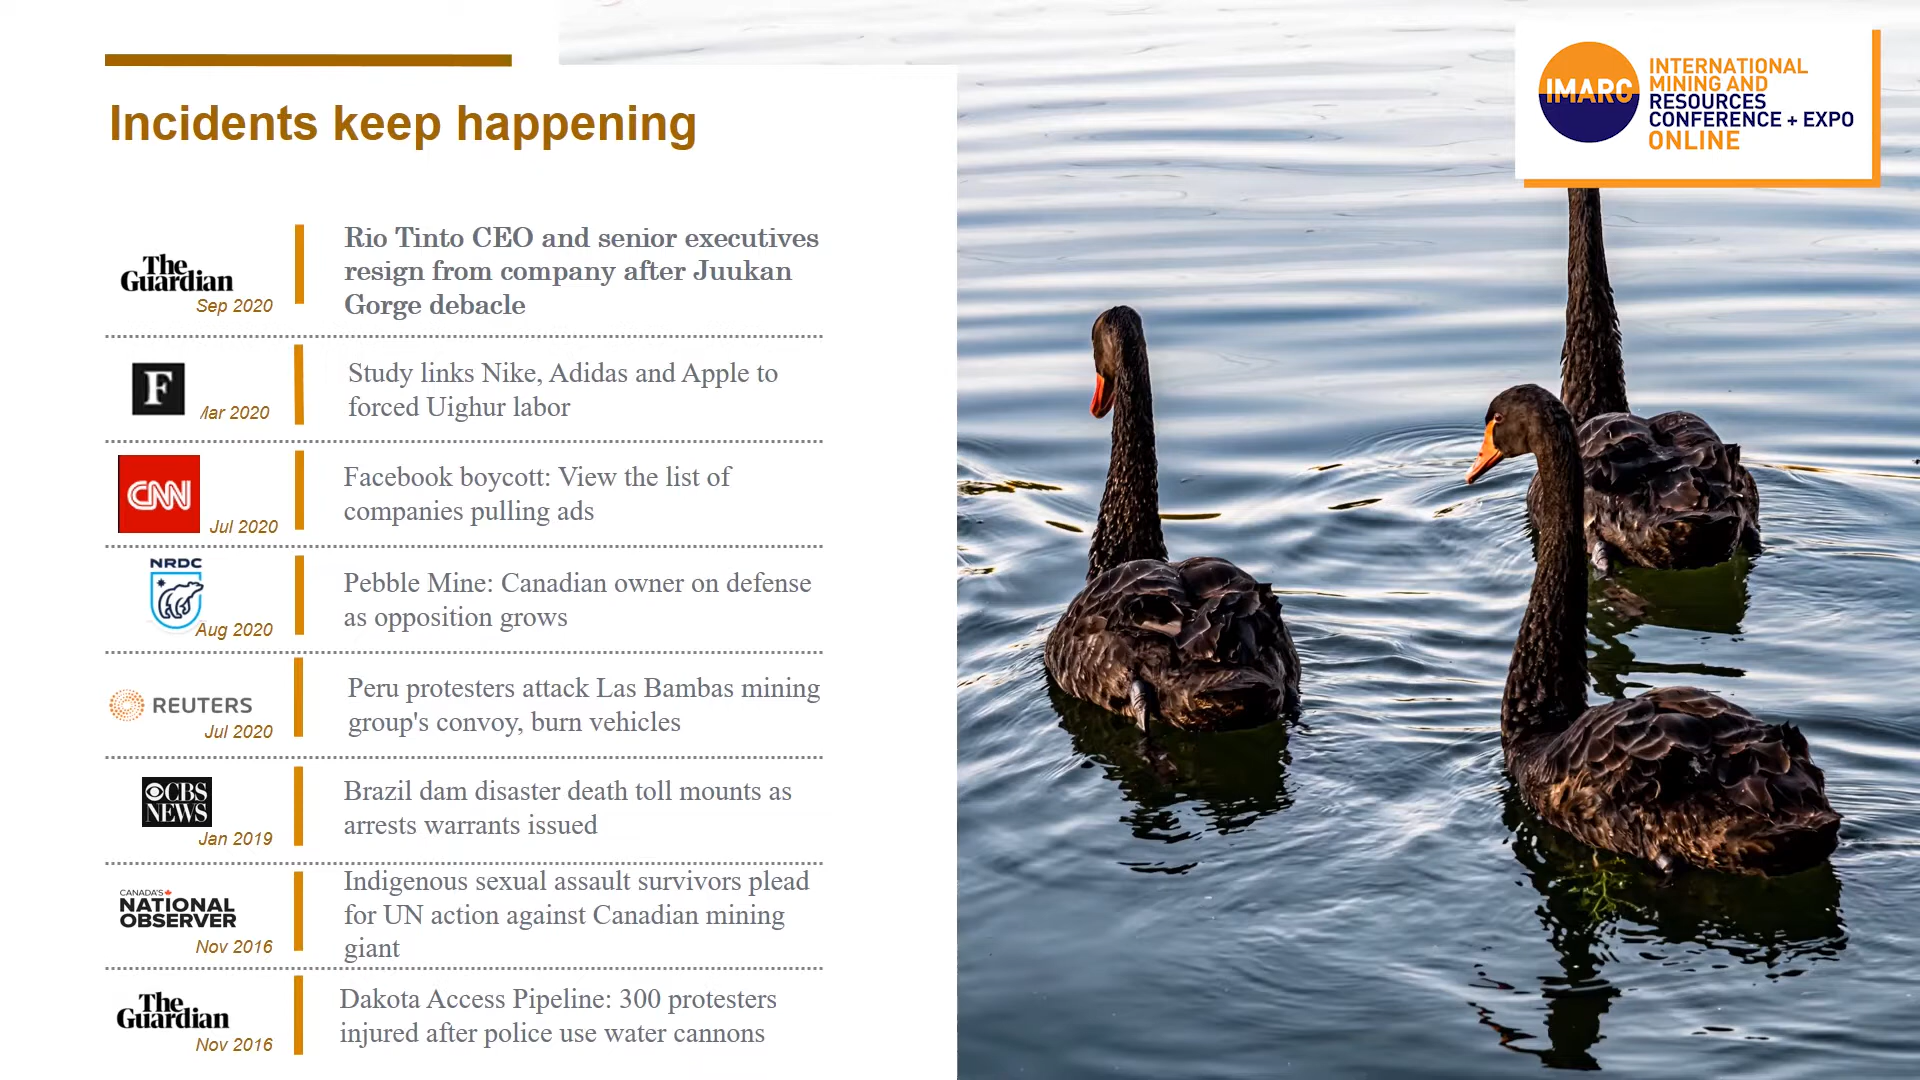 Incidents keep happening
IMARC
INTERNATIONAL
MINING AND
RESOURCES
CONFERENCE + EXPO
ONLINE
The
Guardian
Sep 2020
Rio Tinto CEO and senior executives
resign from company after Juukan
Gorge debacle
F
Mar 2020
Study links Nike, Adidas and Apple to
forced Uighur labor
CNN
Jul 2020
Facebook boycott: View the list of
companies pulling ads
NRDC
Aug 2020
Pebble Mine: Canadian owner on defense
as opposition grows
REUTERS
Jul 2020
Peru protesters attack Las Bambas mining
group's convoy, burn vehicles
CBS
NEWS
Jan 2019
Brazil dam disaster death toll mounts as
arrests warrants issued
CANADA'S
NATIONAL
OBSERVER
Nov 2016
Indigenous sexual assault survivors plead
for UN action against Canadian mining
giant
The
Guardian
Nov 2016
Dakota Access Pipeline: 300 protesters
injured after police use water cannons